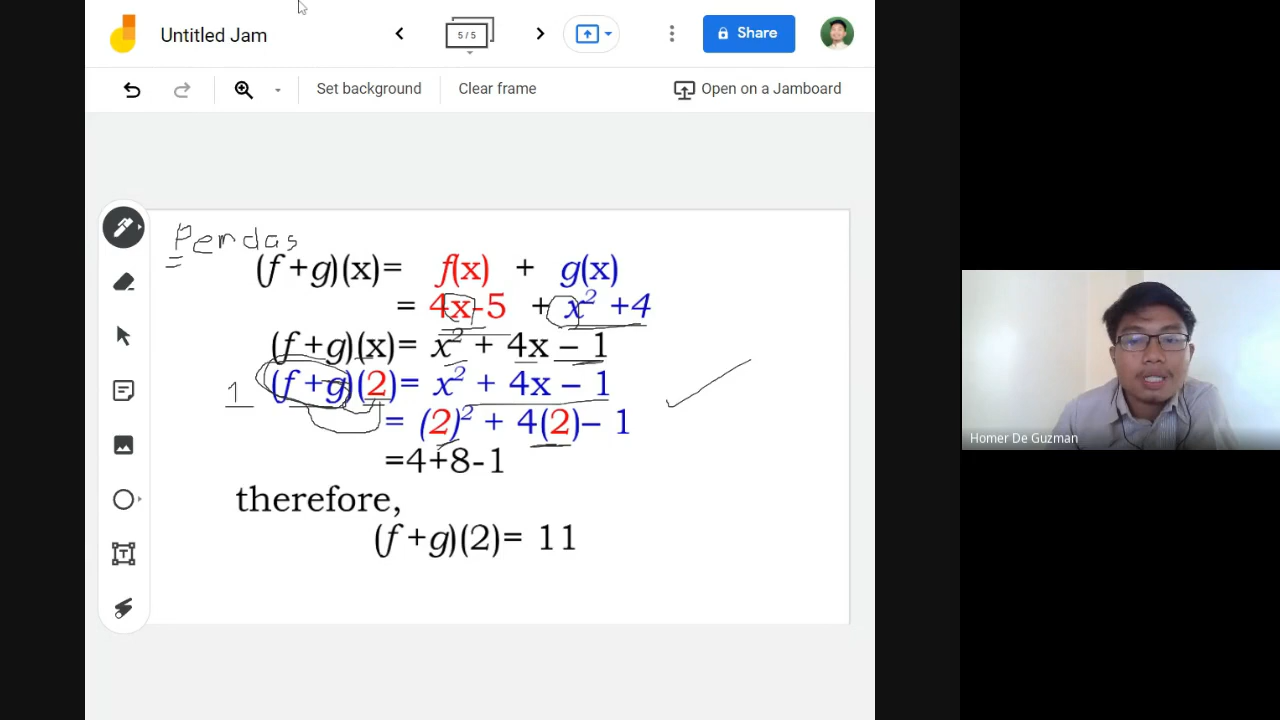 Untitled Jam
5 / 5
Share
Set background
Clear frame
Open on a Jamboard
Pemdas
(f +g)(x)= f(x) + g(x)
= 4x-5 + x² +4
(f +g)(x)= x² + 4x – 1
1 (f +g)(2)= x² + 4x – 1
= (2)² + 4(2)– 1
=4+8-1
therefore,
(f +g)(2)= 11
Homer De Guzman